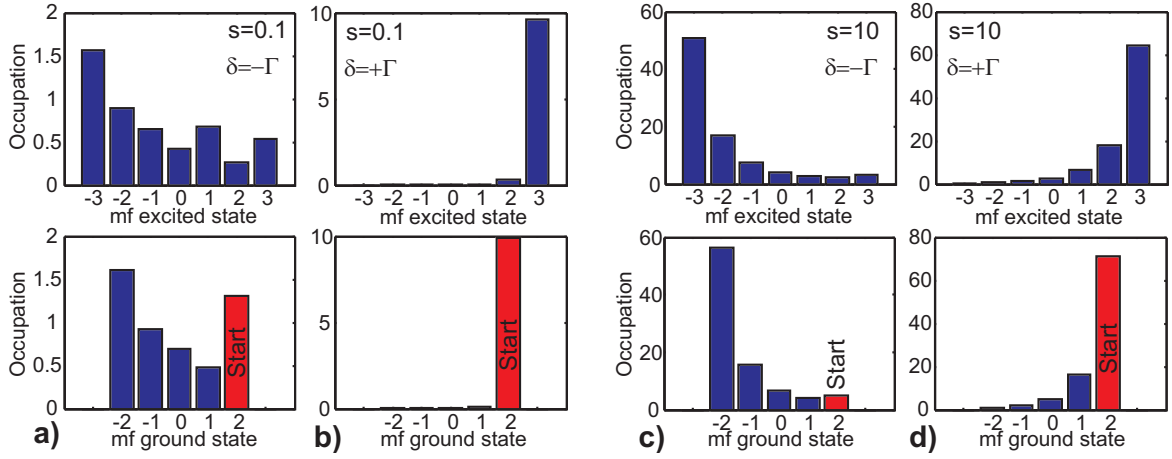 2
1.5
1
0.5
0
Occupation
s=0.1
δ=−Γ
-3 -2 -1 0 1 2 3
mf excited state
10
5
0
s=0.1
δ=+Γ
-3 -2 -1 0 1 2 3
mf excited state
60
40
20
0
Occupation
s=10
δ=−Γ
-3 -2 -1 0 1 2 3
mf excited state
80
60
40
20
0
s=10
δ=+Γ
-3 -2 -1 0 1 2 3
mf excited state
2
1.5
1
0.5
0
Occupation
Start
-2 -1 0 1 2
mf ground state
a)
10
5
0
Start
-2 -1 0 1 2
mf ground state
b)
60
40
20
0
Occupation
Start
-2 -1 0 1 2
mf ground state
c)
80
60
40
20
0
Start
-2 -1 0 1 2
mf ground state
d)